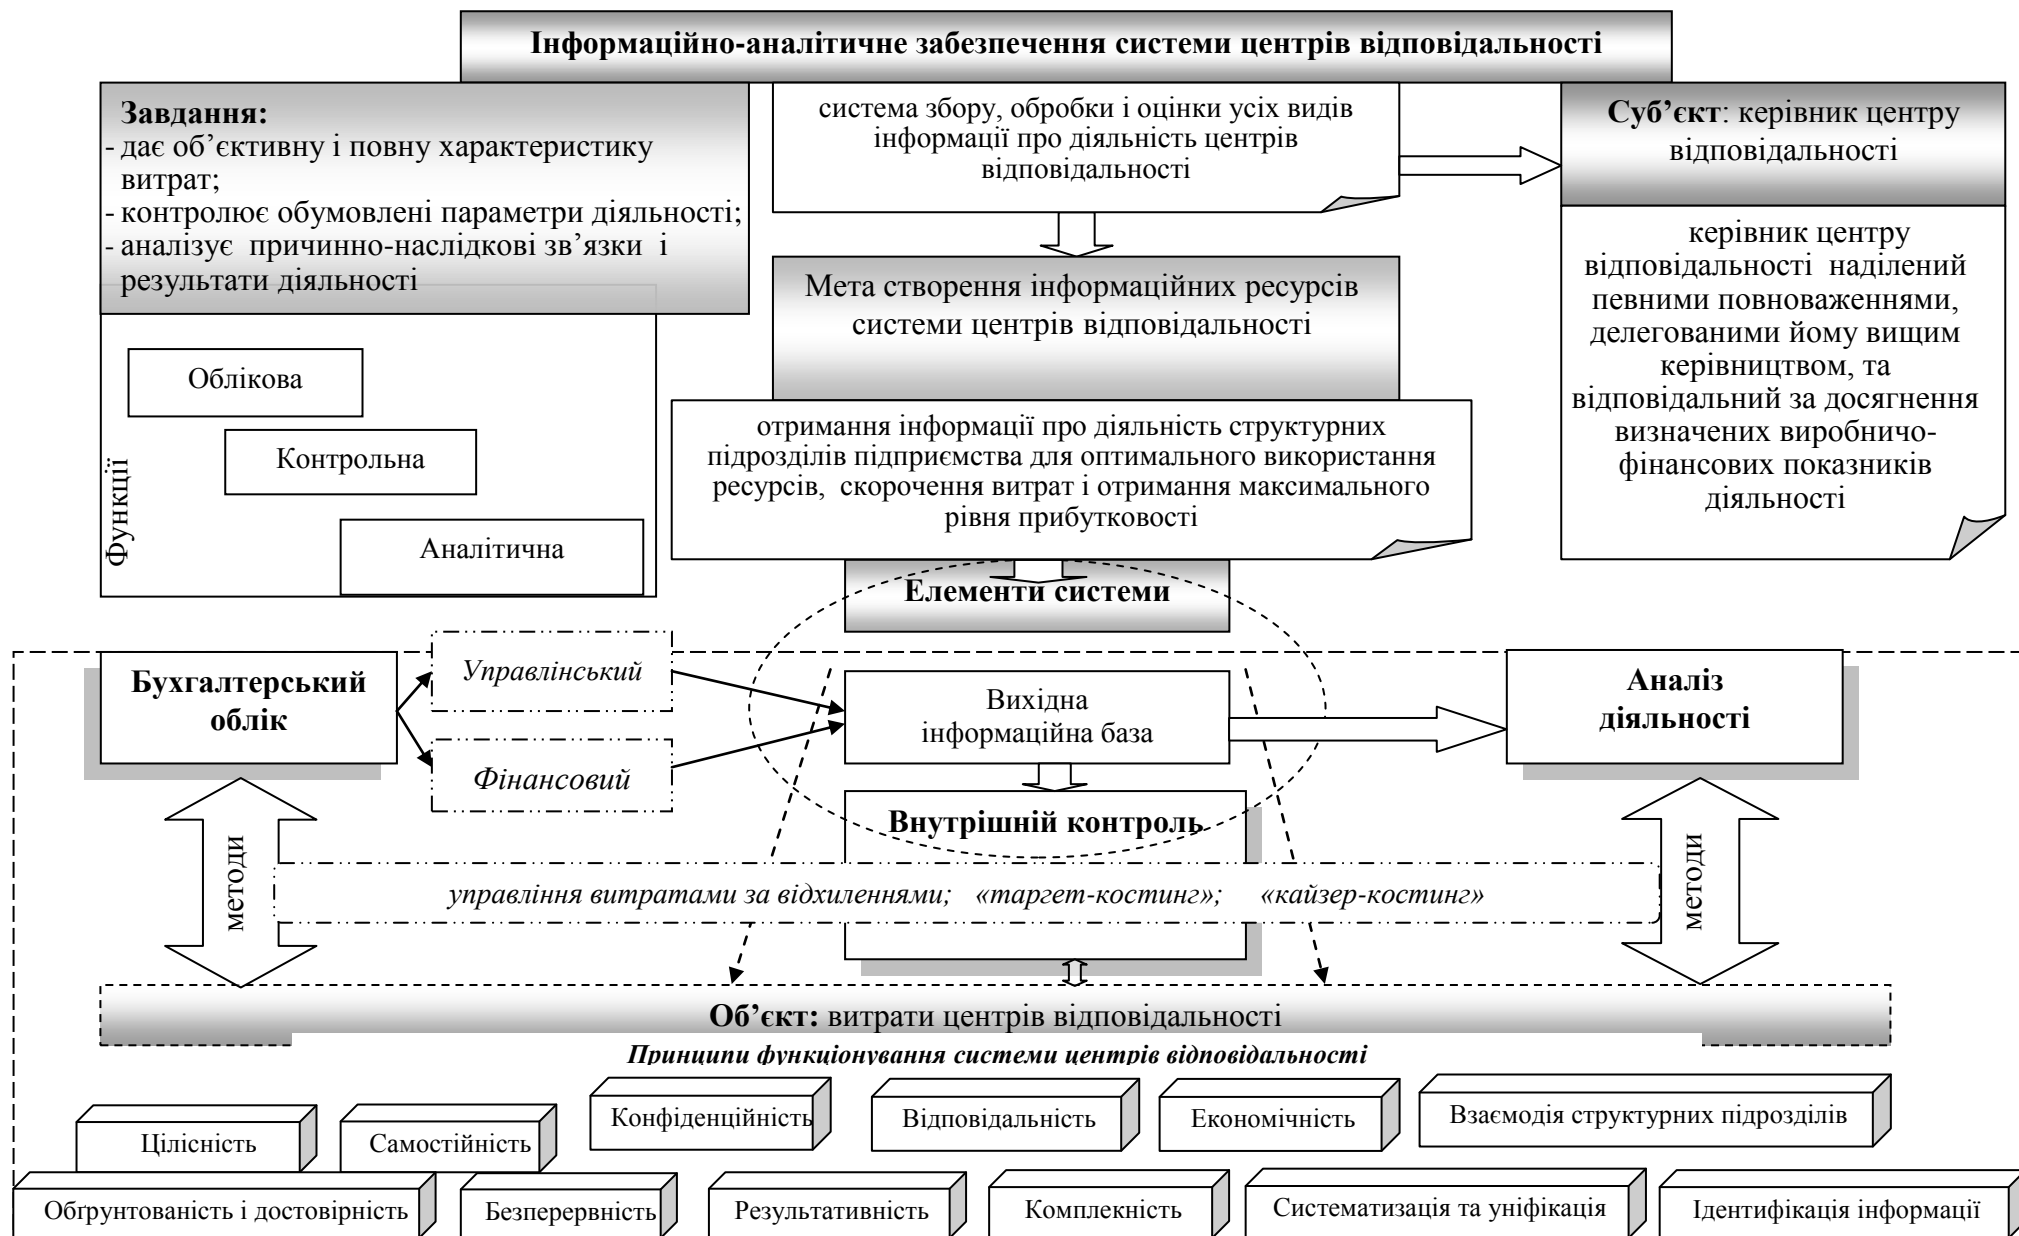 Інформаційно-аналітичне забезпечення системи центрів відповідальності
Завдання:
- дає об’єктивну і повну характеристику
витрат;
- контролює обумовлені параметри діяльності;
- аналізує причинно-наслідкові зв’язки і
результати діяльності
система збору, обробки і оцінки усіх видів
інформації про діяльність центрів
відповідальності
Суб’єкт: керівник центру
відповідальності
керівник центру
відповідальності наділений
певними повноваженнями,
делегованими йому вищим
керівництвом, та
відповідальний за досягнення
визначених виробничо-
фінансових показників
діяльності
Мета створення інформаційних ресурсів
системи центрів відповідальності
отримання інформації про діяльність структурних
підрозділів підприємства для оптимального використання
ресурсів, скорочення витрат і отримання максимального
рівня прибутковості
Функції
Облікова
Контрольна
Аналітична
Елементи системи
Бухгалтерський
облік
Управлінський
Фінансовий
Вихідна
інформаційна база
Аналіз
діяльності
Внутрішній контроль
методи
управління витратами за відхиленнями; «таргет-костинг»; «кайзер-костинг»
методи
Об’єкт: витрати центрів відповідальності
Принципи функціонування системи центрів відповідальності
Цілісність
Самостійність
Конфіденційність
Відповідальність
Економічність
Взаємодія структурних підрозділів
Обґрунтованість і достовірність
Безперервність
Результативність
Комплекність
Систематизація та уніфікація
Ідентифікація інформації